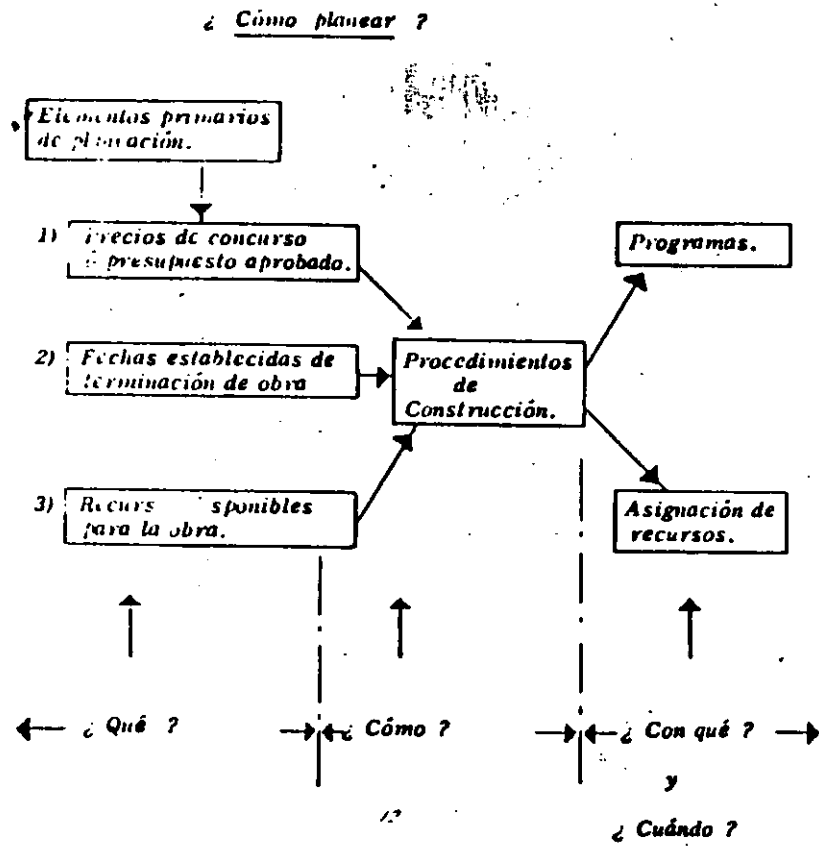 ¿ Cómo planear ?
Elementos primarios
de planeación.
1) Precios de concurso
ó presupuesto aprobado.
Programas.
2) Fechas establecidas de
terminación de obra
Procedimientos
de
Construcción.
3) Recurs sponibles
para la obra.
Asignación de
recursos.
¿ Qué ?
¿ Cómo ?
¿ Con qué ?
y
¿ Cuándo ?